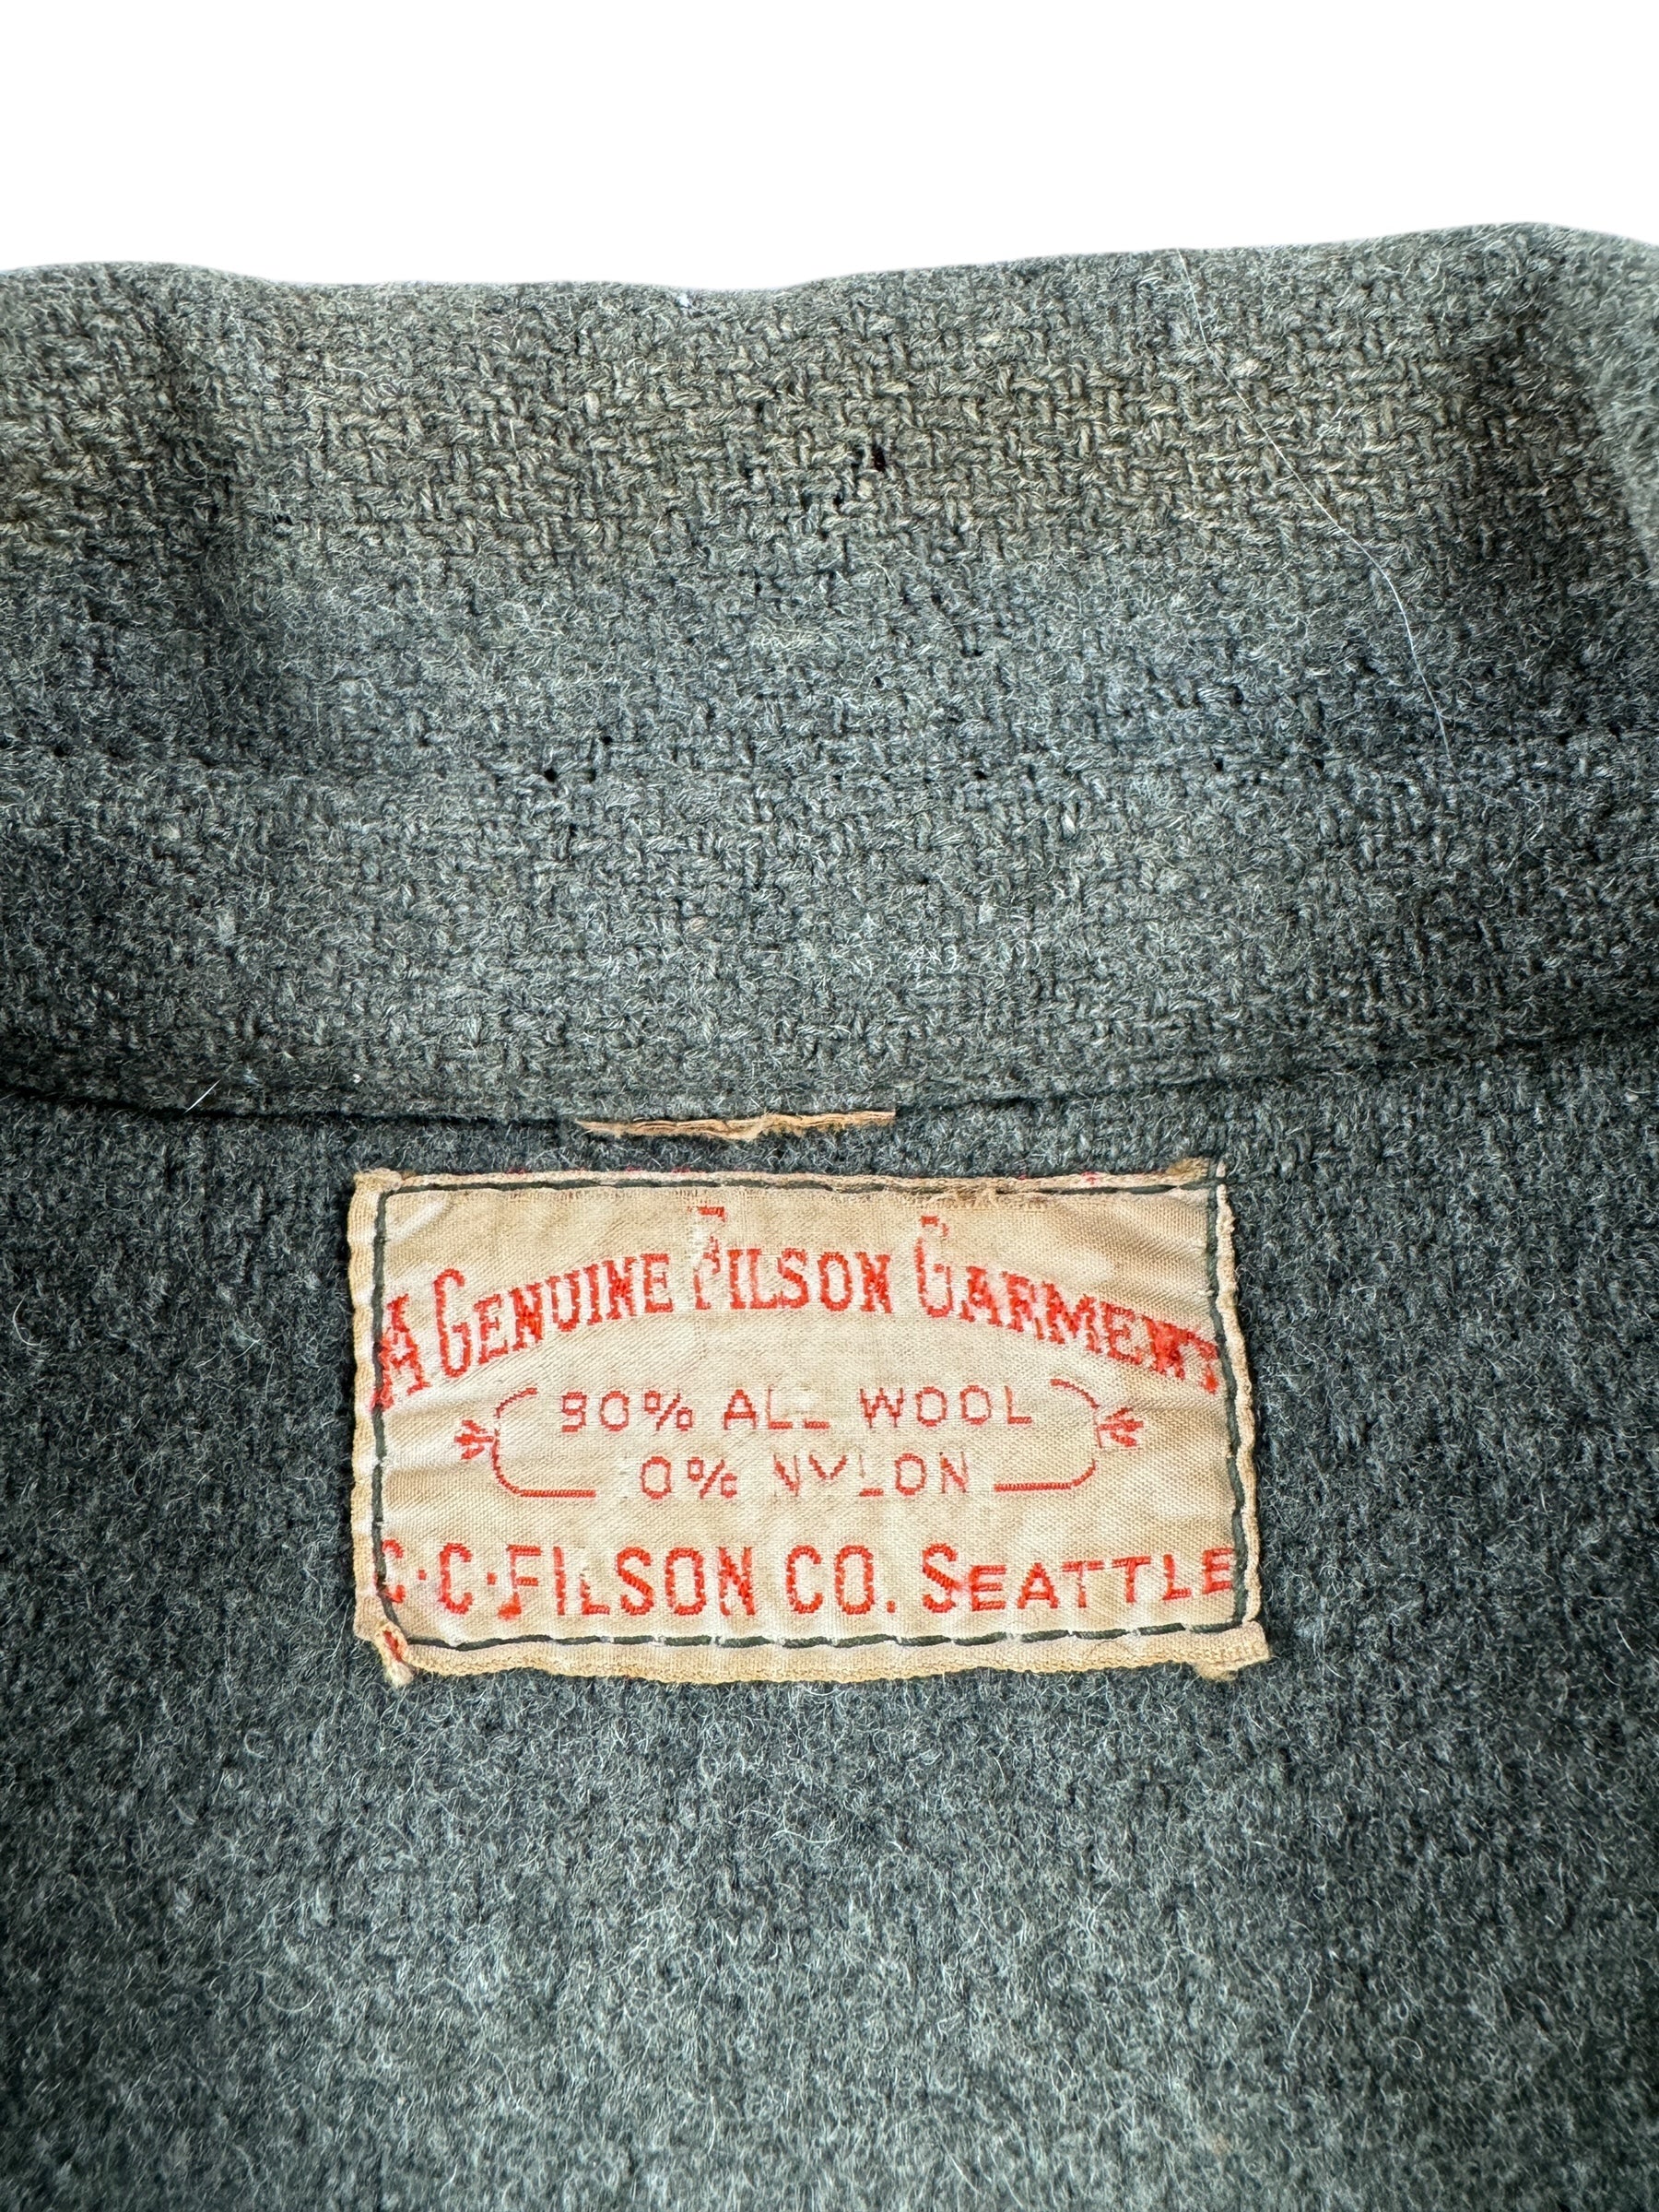 A GENUINE FILSON GARMENT
90% ALL WOOL
0% NYLON
C·C·FILSON CO. SEATTLE